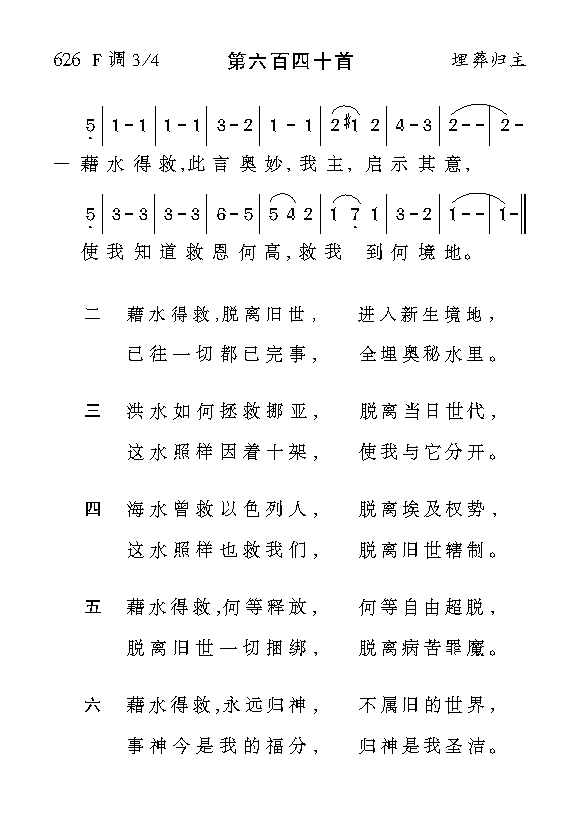 626 F 调 3/4 第六百四十首 埋葬归主
5 | 1 - 1 | 1 - 1 | 3 - 2 | 1 - 1 | 2 #1 2 | 4 - 3 | 2 - - | 2 -
一 藉水得救,此言奥妙,我主,启示其意,
5 | 3 - 3 | 3 - 3 | 6 - 5 | 5 4 2 | 1 7 1 | 3 - 2 | 1 - - | 1 - ‖
使我知道救恩何高,救我 到何境地。
二 藉水得救,脱离旧世, 进入新生境地,
已往一切都已完事, 全埋奥秘水里。
三 洪水如何拯救挪亚, 脱离当日世代,
这水照样因着十架, 使我与它分开。
四 海水曾救以色列人, 脱离埃及权势,
这水照样也救我们, 脱离旧世辖制。
五 藉水得救,何等释放, 何等自由超脱,
脱离旧世一切捆绑, 脱离病苦罪魔。
六 藉水得救,永远归神, 不属旧的世界,
事神今是我的福分, 归神是我圣洁。